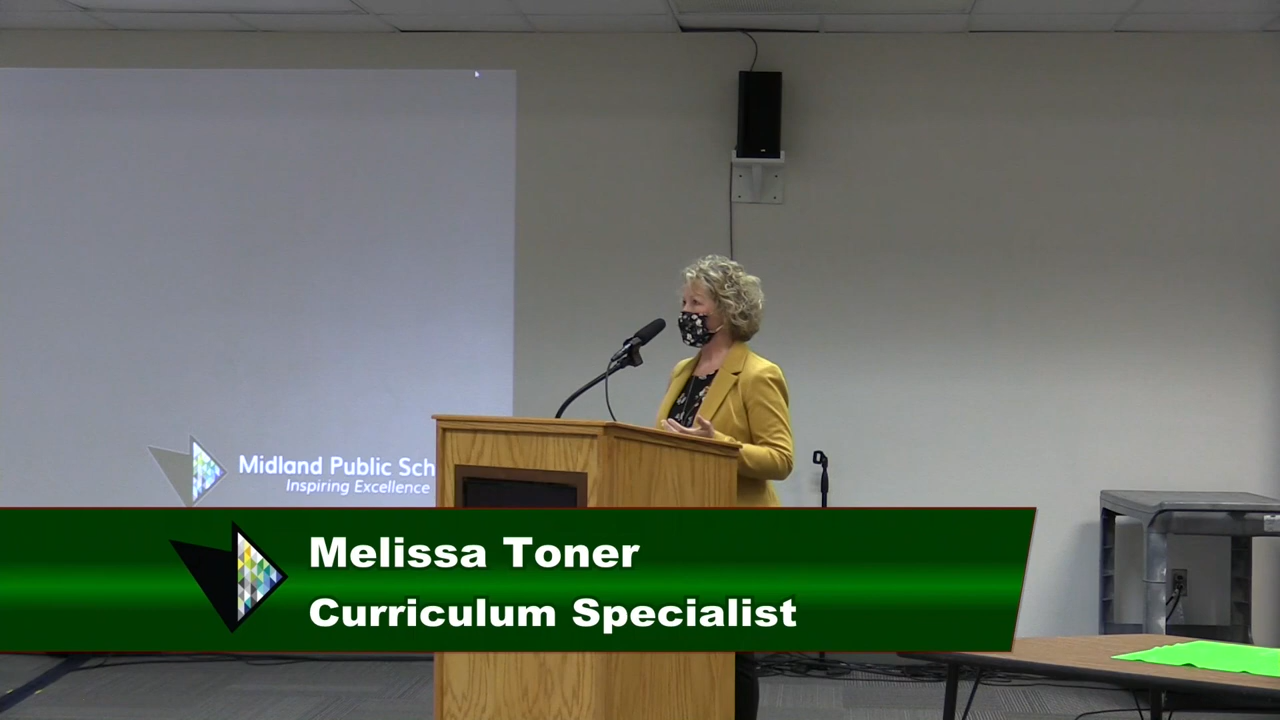 Midland Public Sch
Inspiring Excellence
Melissa Toner
Curriculum Specialist